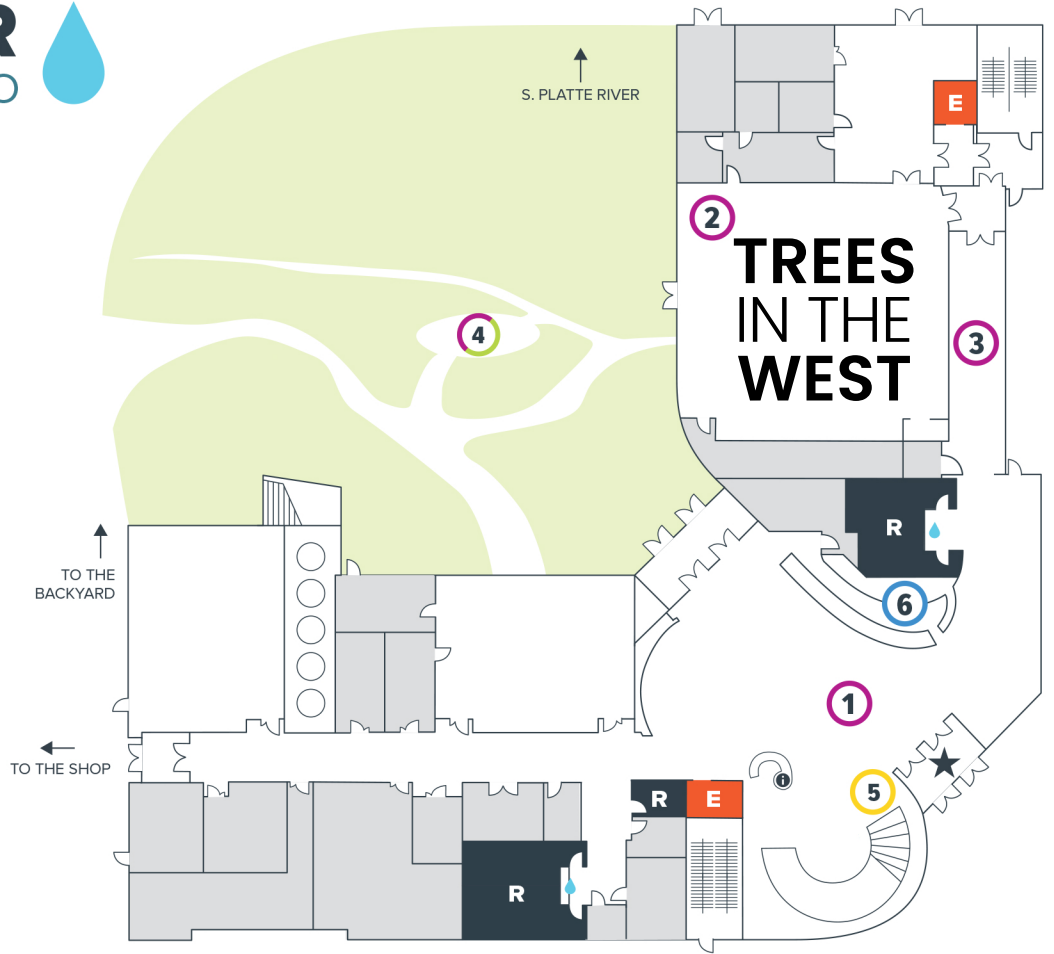 R
O
S. PLATTE RIVER
E
2
TREES
IN THE
WEST
4
3
R
TO THE
BACKYARD
6
1
TO THE SHOP
R
E
i
5
R